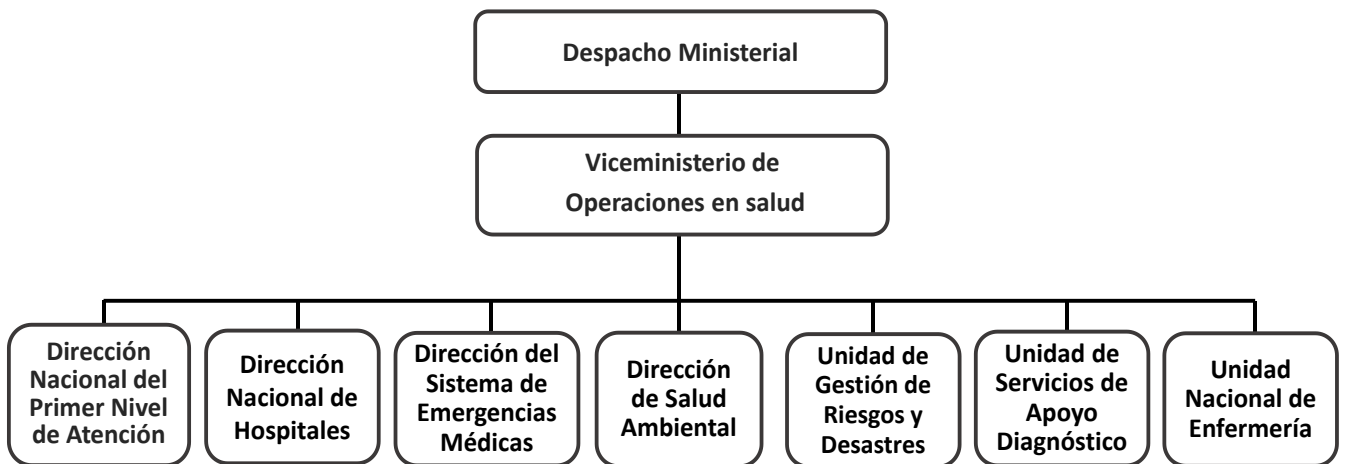 Despacho Ministerial
Viceministerio de
Operaciones en salud
Dirección
Nacional del
Primer Nivel
de Atención
Dirección
Nacional de
Hospitales
Dirección del
Sistema de
Emergencias
Médicas
Dirección
de Salud
Ambiental
Unidad de
Gestión de
Riesgos y
Desastres
Unidad de
Servicios de
Apoyo
Diagnóstico
Unidad
Nacional de
Enfermería